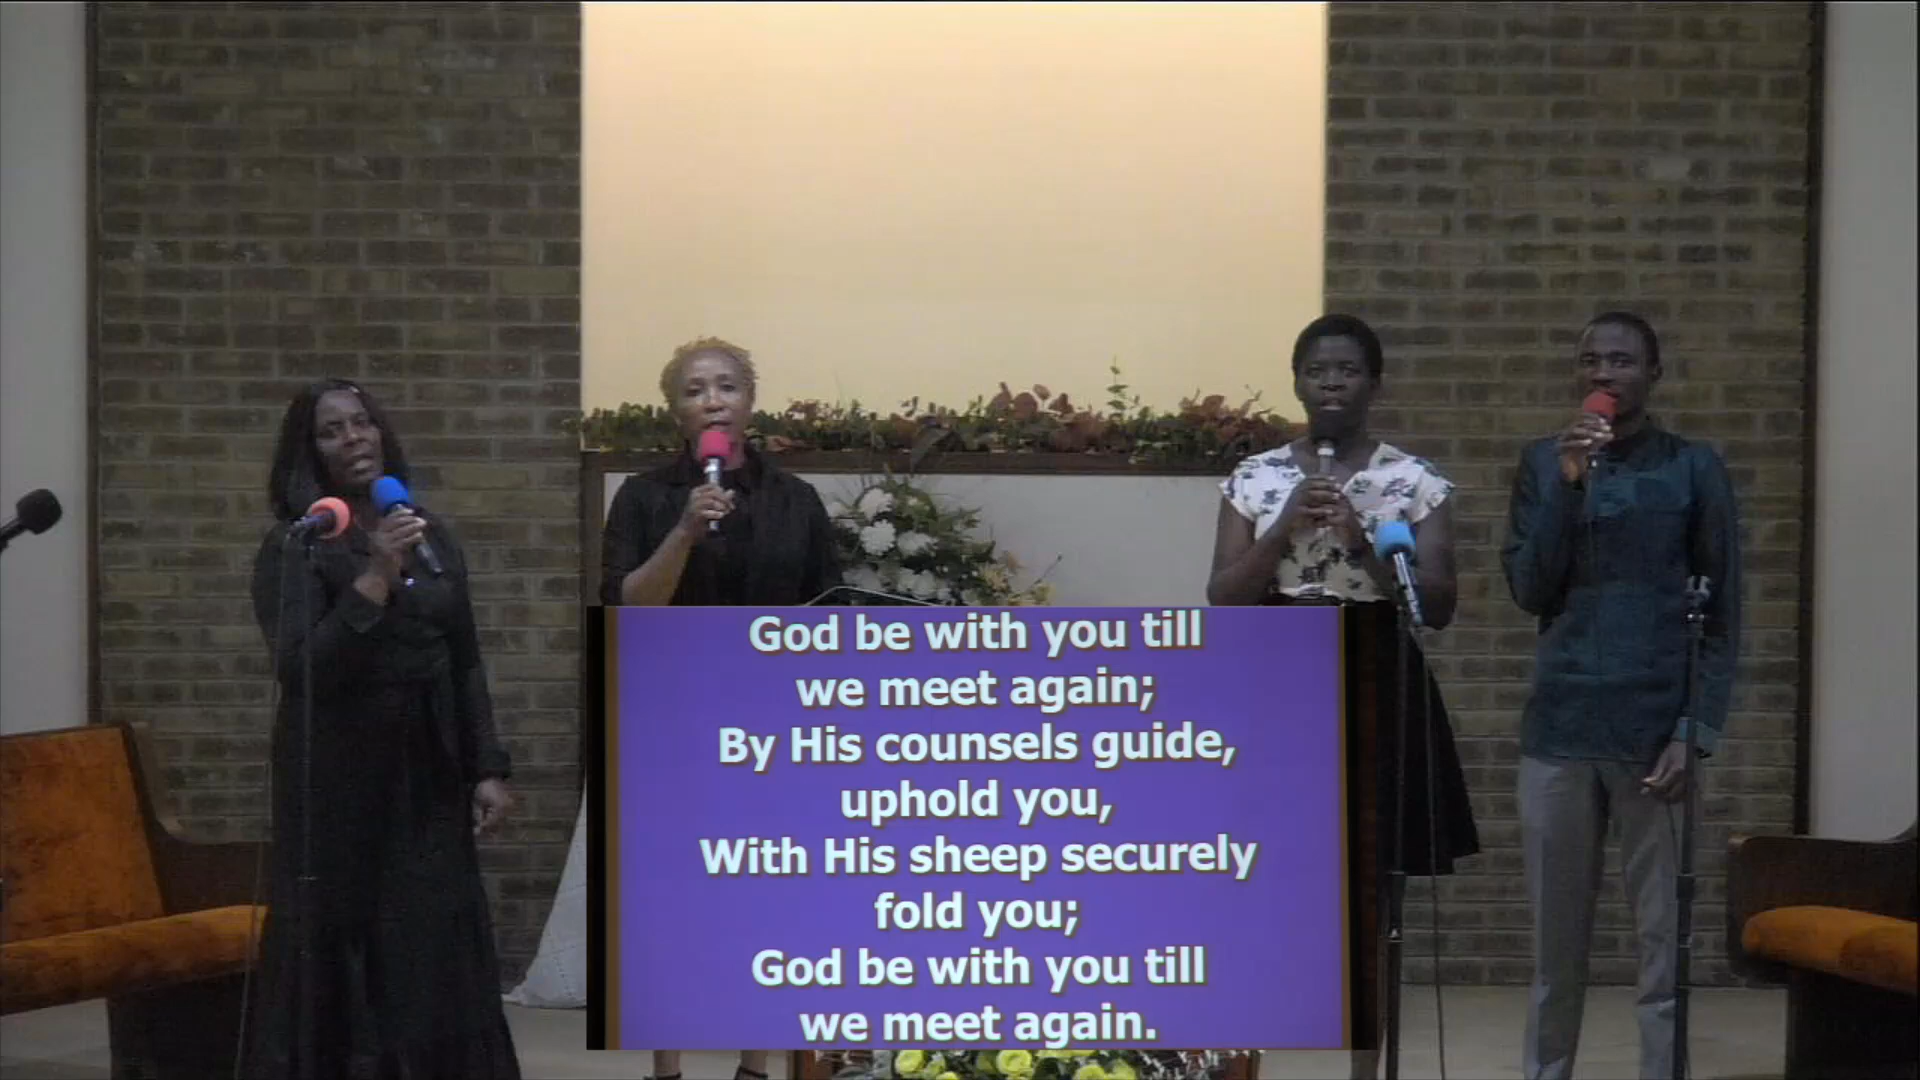 God be with you till
we meet again;
By His counsels guide,
uphold you,
With His sheep securely
fold you;
God be with you till
we meet again.